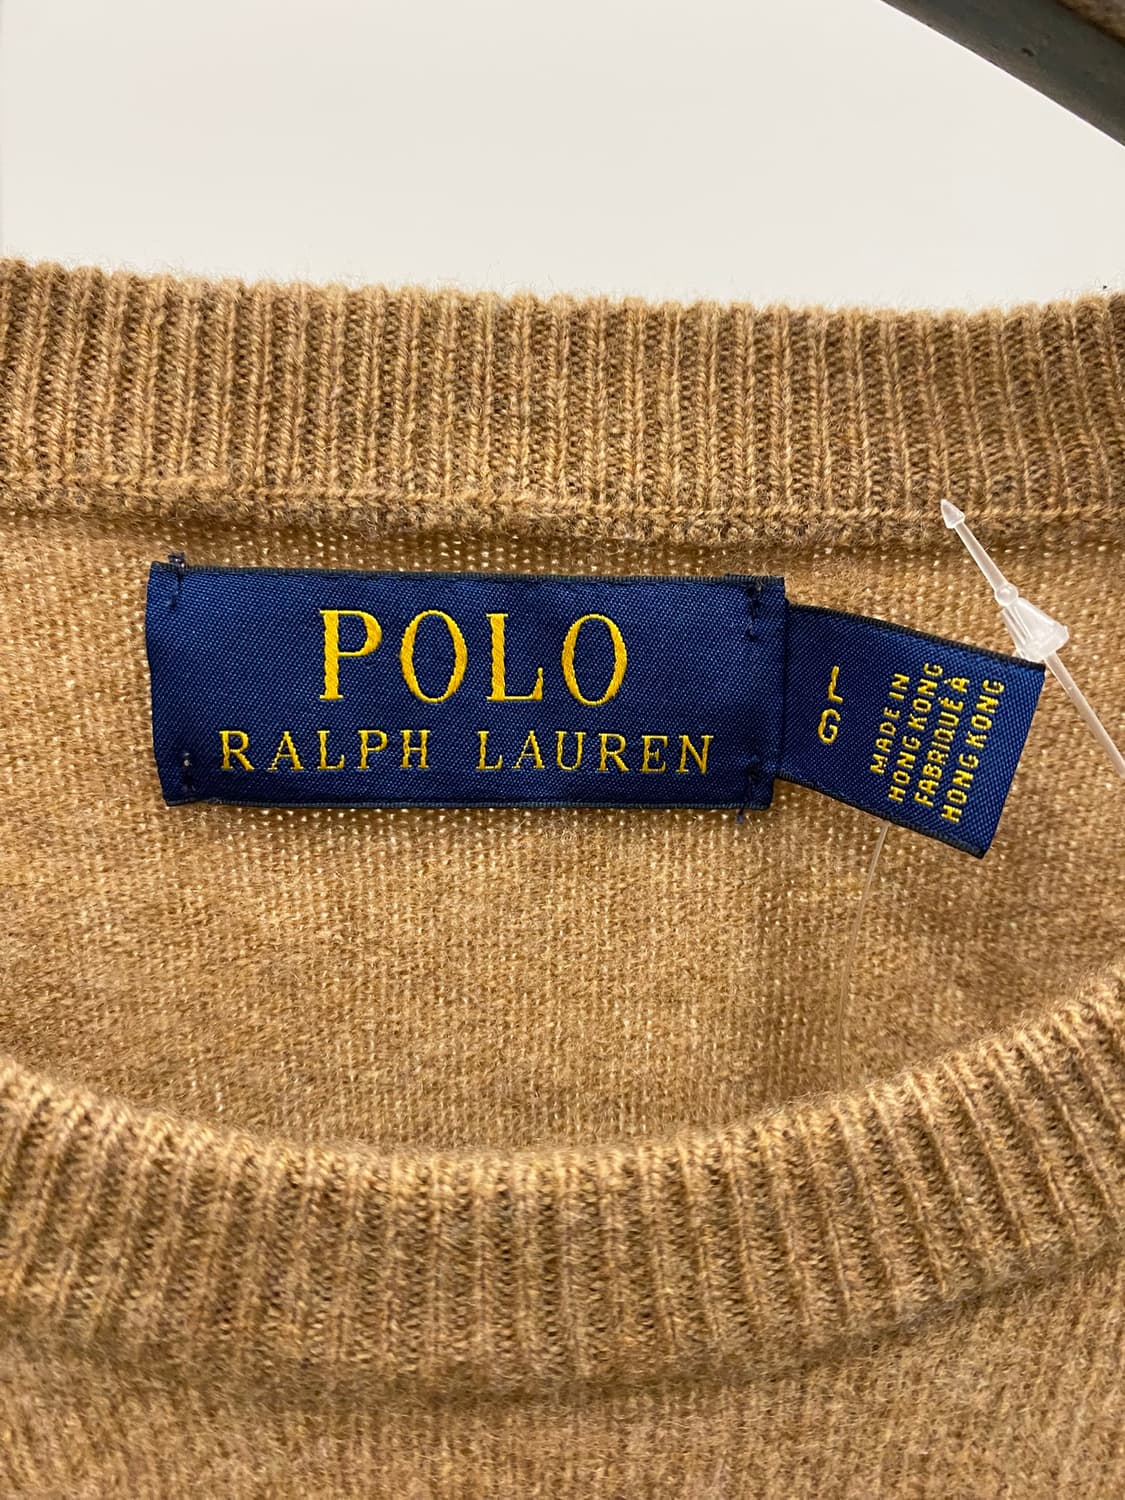 POLO
RALPH LAUREN
L
G
MADE IN
HONG KONG
FABRIQUÉ À
HONG KONG